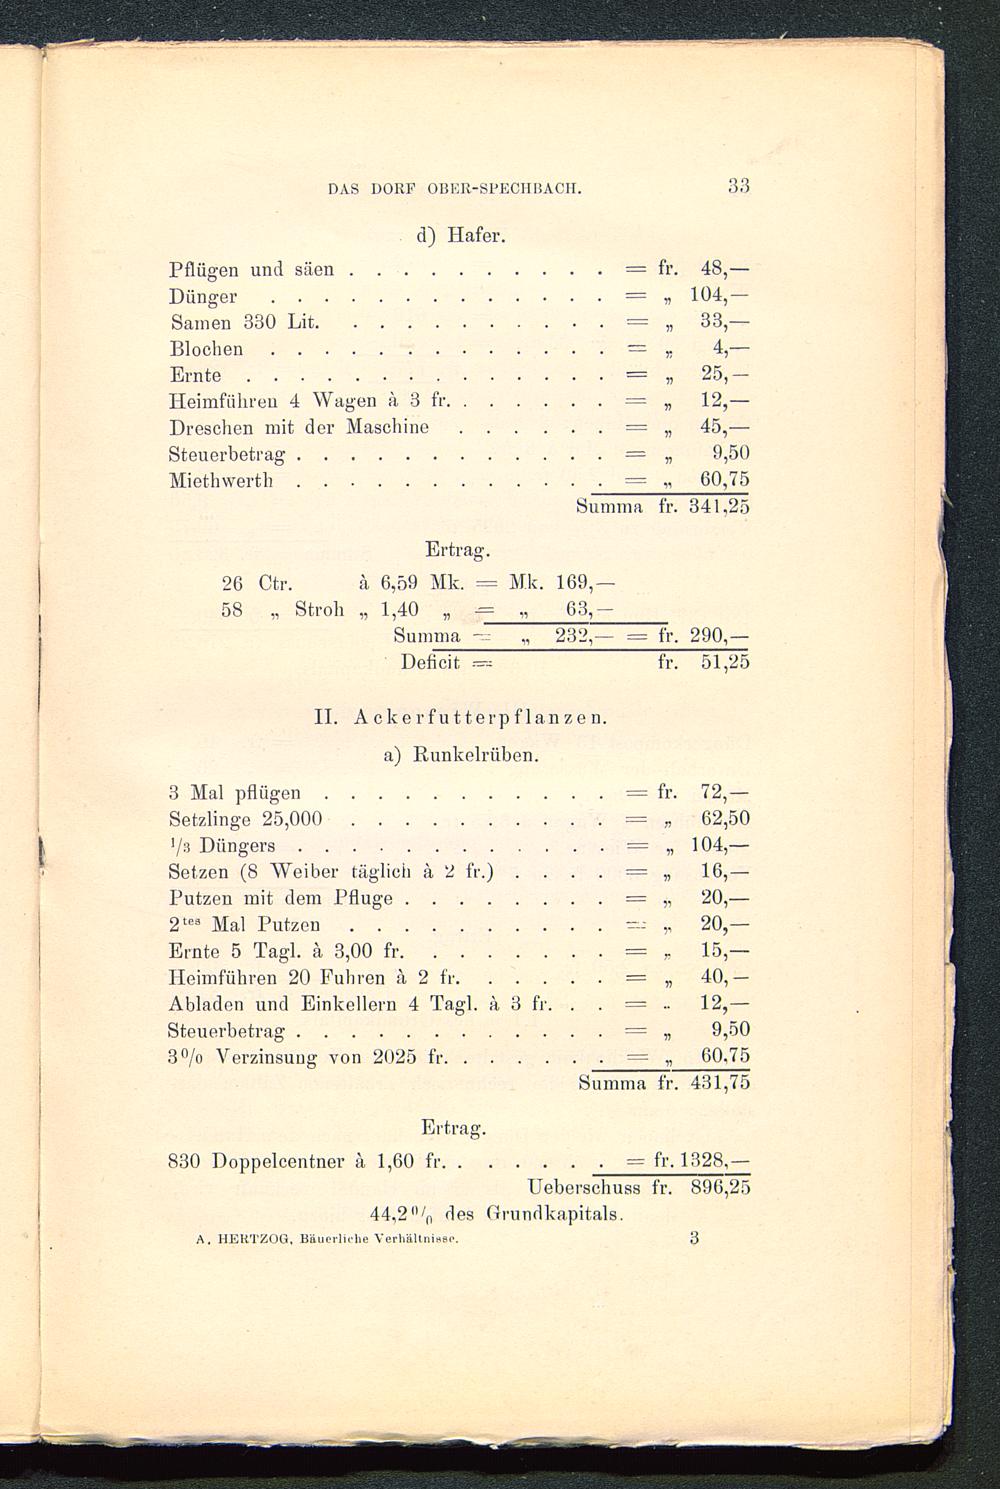 DAS DORF OBER-SPECHBACH. 33
d) Hafer.
Pflügen und säen . . . . . . . . . . = fr. 48,—
Dünger . . . . . . . . . . . . . = „ 104,—
Samen 330 Lit. . . . . . . . . . . = „ 33,—
Blochen . . . . . . . . . . . . . = „ 4,—
Ernte . . . . . . . . . . . . . . = „ 25,—
Heimführen 4 Wagen à 3 fr. . . . . . . = „ 12,—
Dreschen mit der Maschine . . . . . . = „ 45,—
Steuerbetrag . . . . . . . . . . . . = „ 9,50
Miethwerth . . . . . . . . . . . . = „ 60,75
Summa fr. 341,25
Ertrag.
26 Ctr. à 6,59 Mk. = Mk. 169,—
58 „ Stroh „ 1,40 „ = „ 63,—
Summa = „ 232,— = fr. 290,—
Deficit = fr. 51,25
II. Ackerfutterpflanzen.
a) Runkelrüben.
3 Mal pflügen . . . . . . . . . . . = fr. 72,—
Setzlinge 25,000 . . . . . . . . . . = „ 62,50
1/3 Düngers . . . . . . . . . . . . = „ 104,—
Setzen (8 Weiber täglich à 2 fr.) . . . . = „ 16,—
Putzen mit dem Pfluge . . . . . . . . = „ 20,—
2tes Mal Putzen . . . . . . . . . . = „ 20,—
Ernte 5 Tagl. à 3,00 fr. . . . . . . . . = „ 15,—
Heimführen 20 Fuhren à 2 fr. . . . . . . = „ 40,—
Abladen und Einkellern 4 Tagl. à 3 fr. . . = „ 12,—
Steuerbetrag . . . . . . . . . . . . = „ 9,50
3% Verzinsung von 2025 fr. . . . . . . = „ 60,75
Summa fr. 431,75
Ertrag.
830 Doppelcentner à 1,60 fr. . . . . . . = fr. 1328,—
Ueberschuss fr. 896,25
44,2% des Grundkapitals.
A. HERTZOG, Bäuerliche Verhältnisse. 3